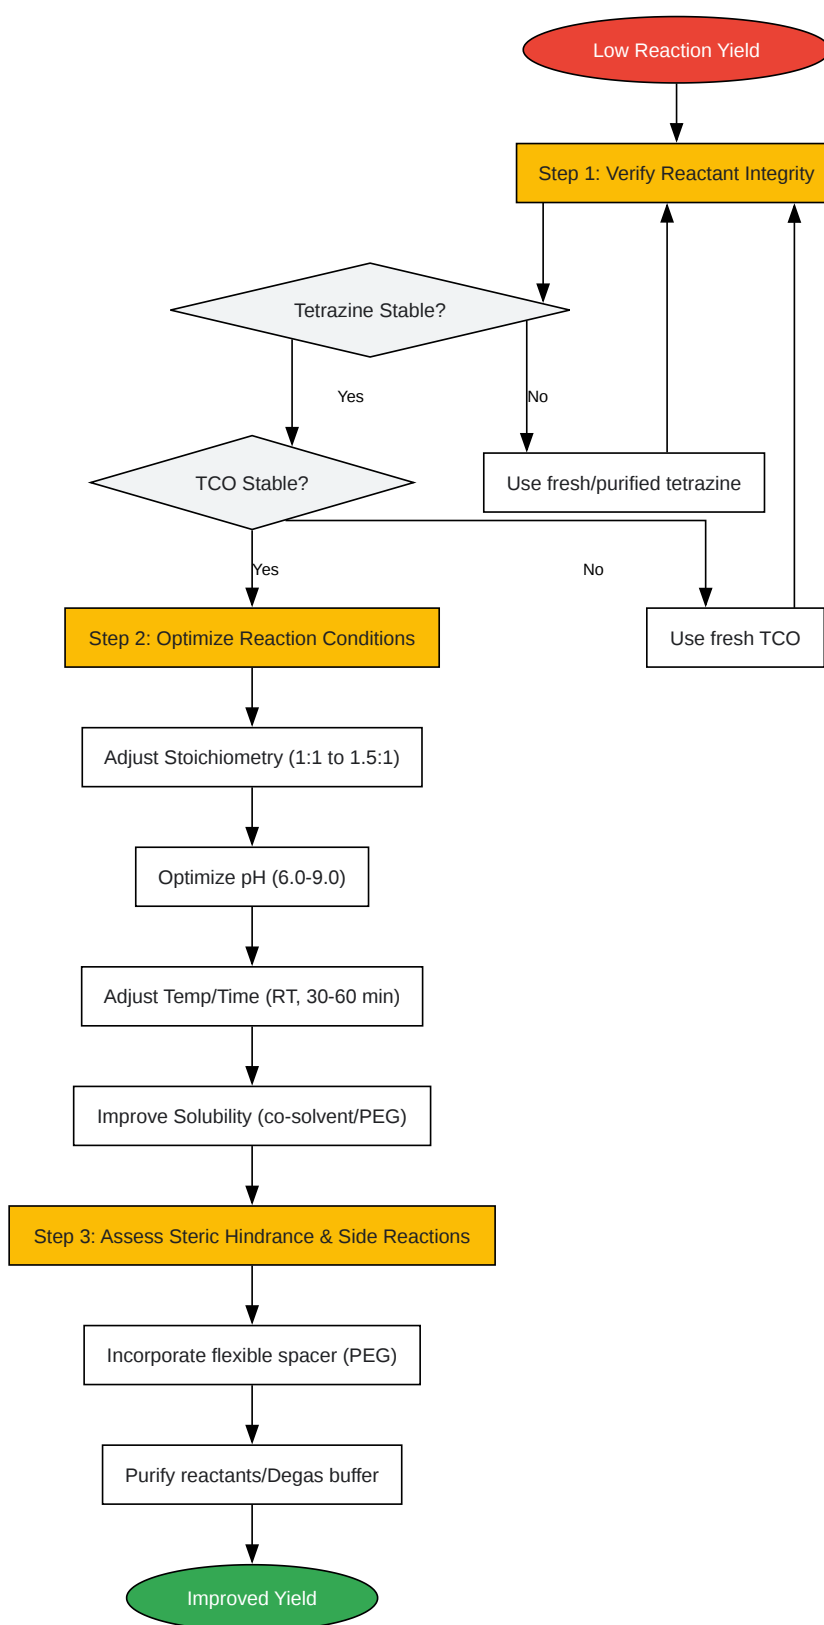 Low Reaction Yield
Step 1: Verify Reactant Integrity
Tetrazine Stable?
Yes
No
TCO Stable?
Use fresh/purified tetrazine
Yes
No
Step 2: Optimize Reaction Conditions
Use fresh TCO
Adjust Stoichiometry (1:1 to 1.5:1)
Optimize pH (6.0-9.0)
Adjust Temp/Time (RT, 30-60 min)
Improve Solubility (co-solvent/PEG)
Step 3: Assess Steric Hindrance & Side Reactions
Incorporate flexible spacer (PEG)
Purify reactants/Degas buffer
Improved Yield